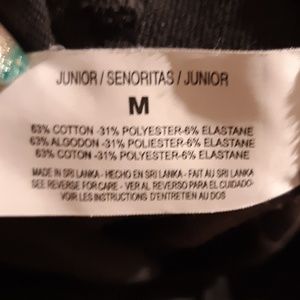 JUNIOR / SENORITAS / JUNIOR
M
63% COTTON -31% POLYESTER-6% ELASTANE
63% ALGODON -31% POLIESTER-6% ELASTANE
63% COTON -31% POLYESTER-6% ELASTANE
MADE IN SRI LANKA - HECHO EN SRI LANKA - FAIT AU SRI LANKA
SEE REVERSE FOR CARE - VER AL REVERSO PARA EL CUIDADO-
VOIR LES INSTRUCTIONS D'ENTRETIEN AU DOS